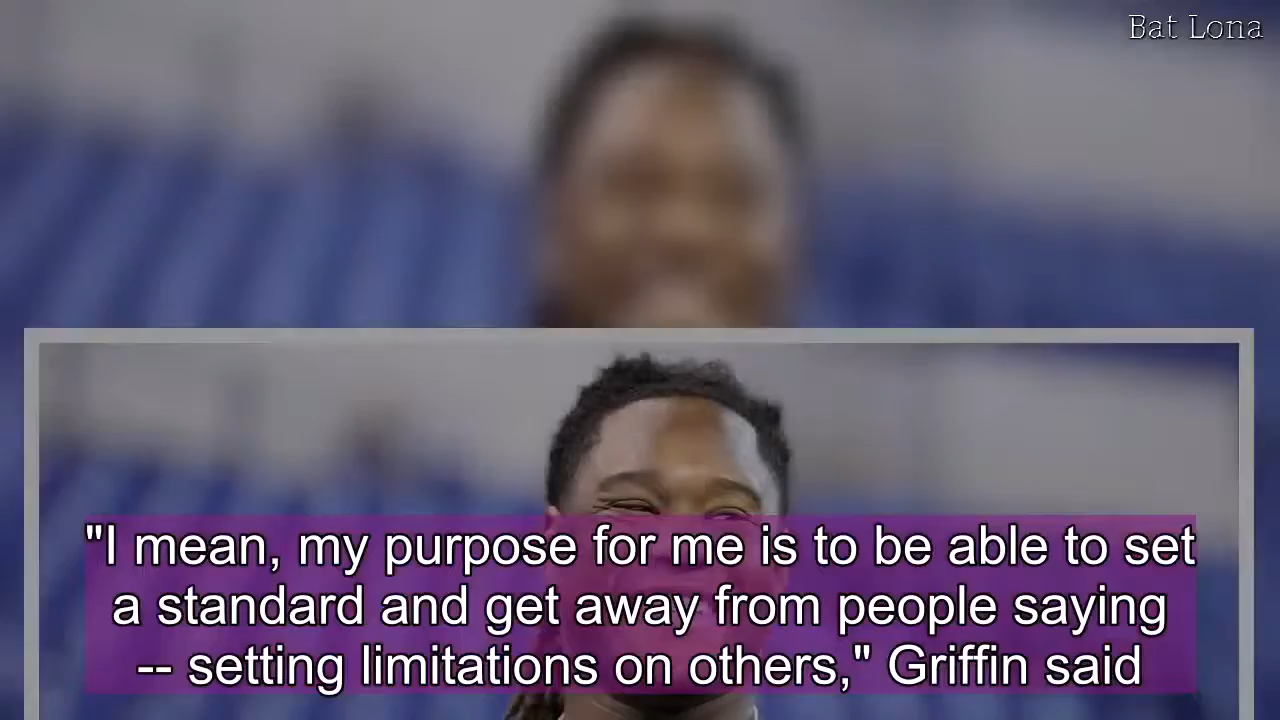 Bat Lona
"I mean, my purpose for me is to be able to set
a standard and get away from people saying
-- setting limitations on others," Griffin said